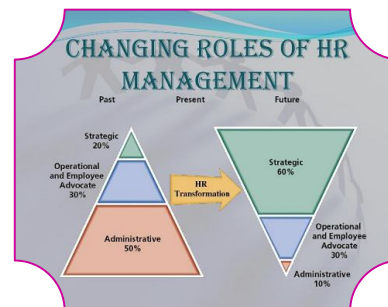 CHANGING ROLES OF HR
MANAGEMENT
Past Present Future
Strategic
20%
Operational
and Employee
Advocate
30%
Administrative
50%
HR
Transformation
Strategic
60%
Operational
and Employee
Advocate
30%
Administrative
10%